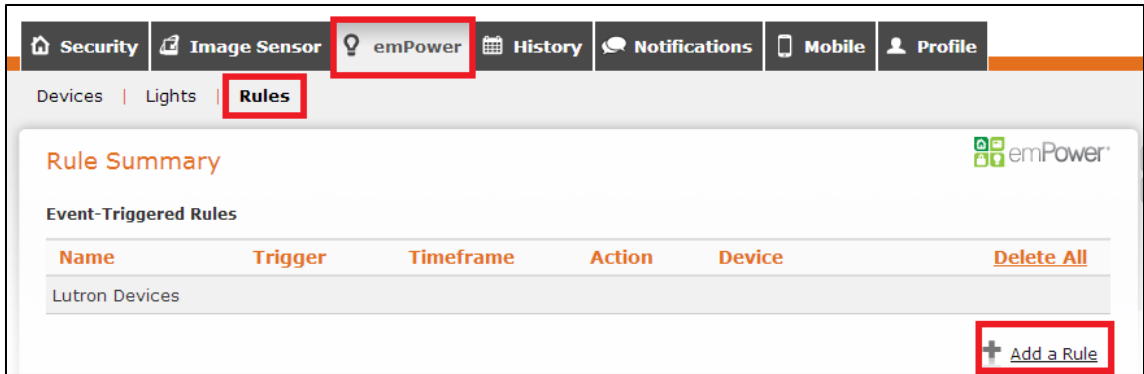 Security Image Sensor emPower History Notifications Mobile Profile
Devices | Lights | Rules
Rule Summary
emPower
Event-Triggered Rules
Name Trigger Timeframe Action Device Delete All
Lutron Devices
Add a Rule